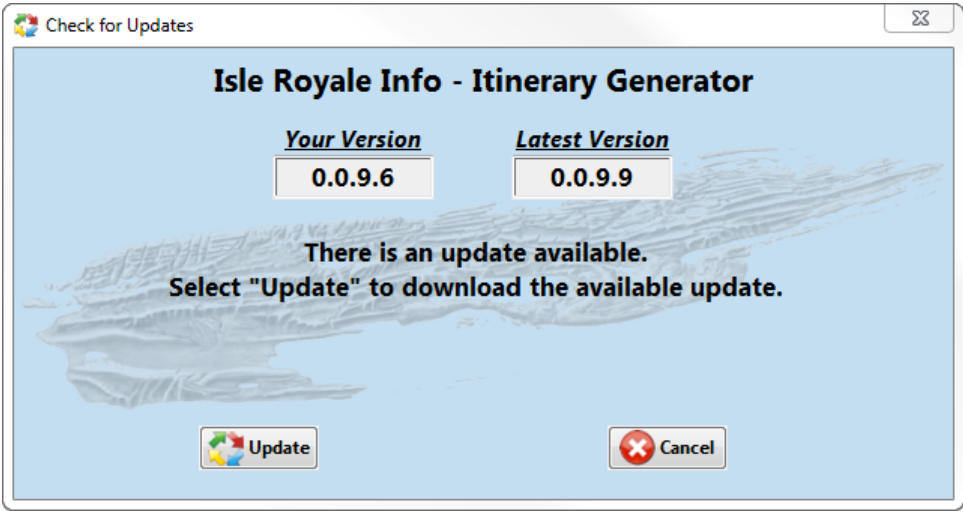 Check for Updates
Isle Royale Info - Itinerary Generator
Your Version Latest Version
0.0.9.6 0.0.9.9
There is an update available.
Select "Update" to download the available update.
Update Cancel